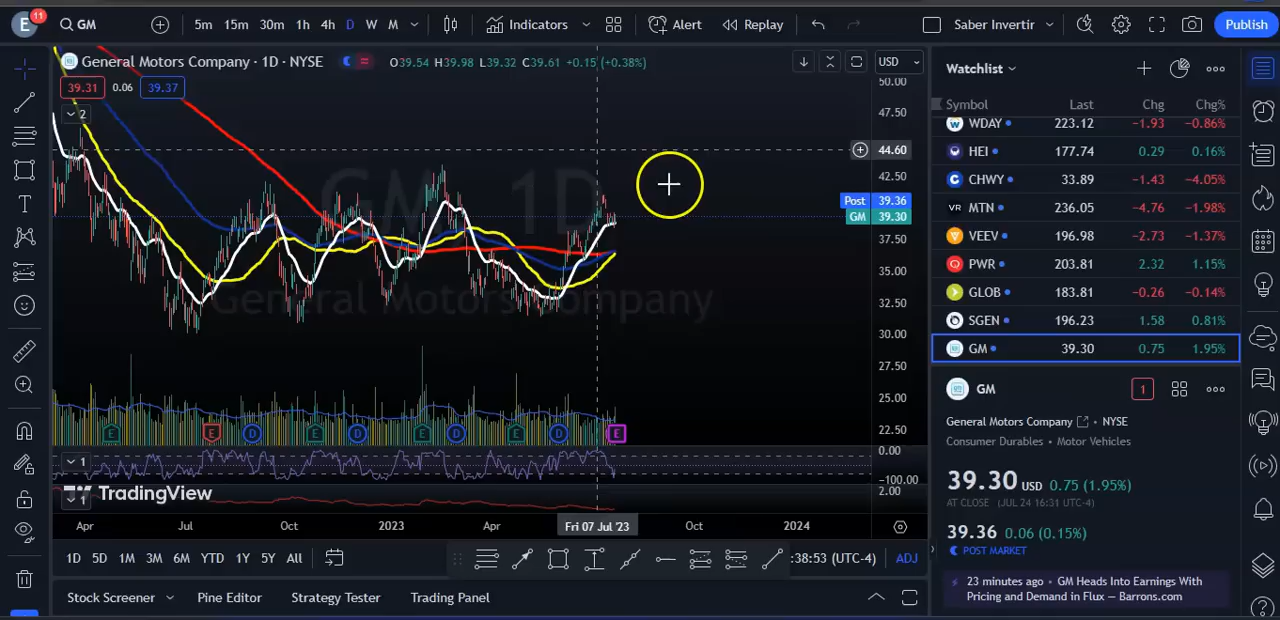 E 11 GM 5m 15m 30m 1h 4h D W M Indicators Alert Replay Saber Invertir Publish
General Motors Company · 1D · NYSE O39.54 H39.98 L39.32 C39.61 +0.15 (+0.38%) USD
39.31 0.06 39.37
2
GM 1D
General Motors Company
50.00
47.50
44.60
42.50
Post 39.36
GM 39.30
37.50
35.00
32.50
30.00
27.50
25.00
22.50
E E D E D E D E D E
1 0.00
-100.00
1 2.00
TradingView
Apr Jul Oct 2023 Apr Fri 07 Jul '23 Oct 2024
1D 5D 1M 3M 6M YTD 1Y 5Y All :38:53 (UTC-4) ADJ
Stock Screener Pine Editor Strategy Tester Trading Panel
Watchlist
Symbol Last Chg Chg%
WDAY 223.12 −1.93 −0.86%
HEI 177.74 0.29 0.16%
CHWY 33.89 −1.43 −4.05%
MTN 236.05 −4.76 −1.98%
VEEV 196.98 −2.73 −1.37%
PWR 203.81 2.32 1.15%
GLOB 183.81 −0.26 −0.14%
SGEN 196.23 1.58 0.81%
GM 39.30 0.75 1.95%
GM 1
General Motors Company · NYSE
Consumer Durables · Motor Vehicles
39.30 USD 0.75 (1.95%)
AT CLOSE (JUL 24 16:31 UTC-4)
39.36 0.06 (0.15%)
POST MARKET
23 minutes ago · GM Heads Into Earnings With
Pricing and Demand in Flux — Barrons.com